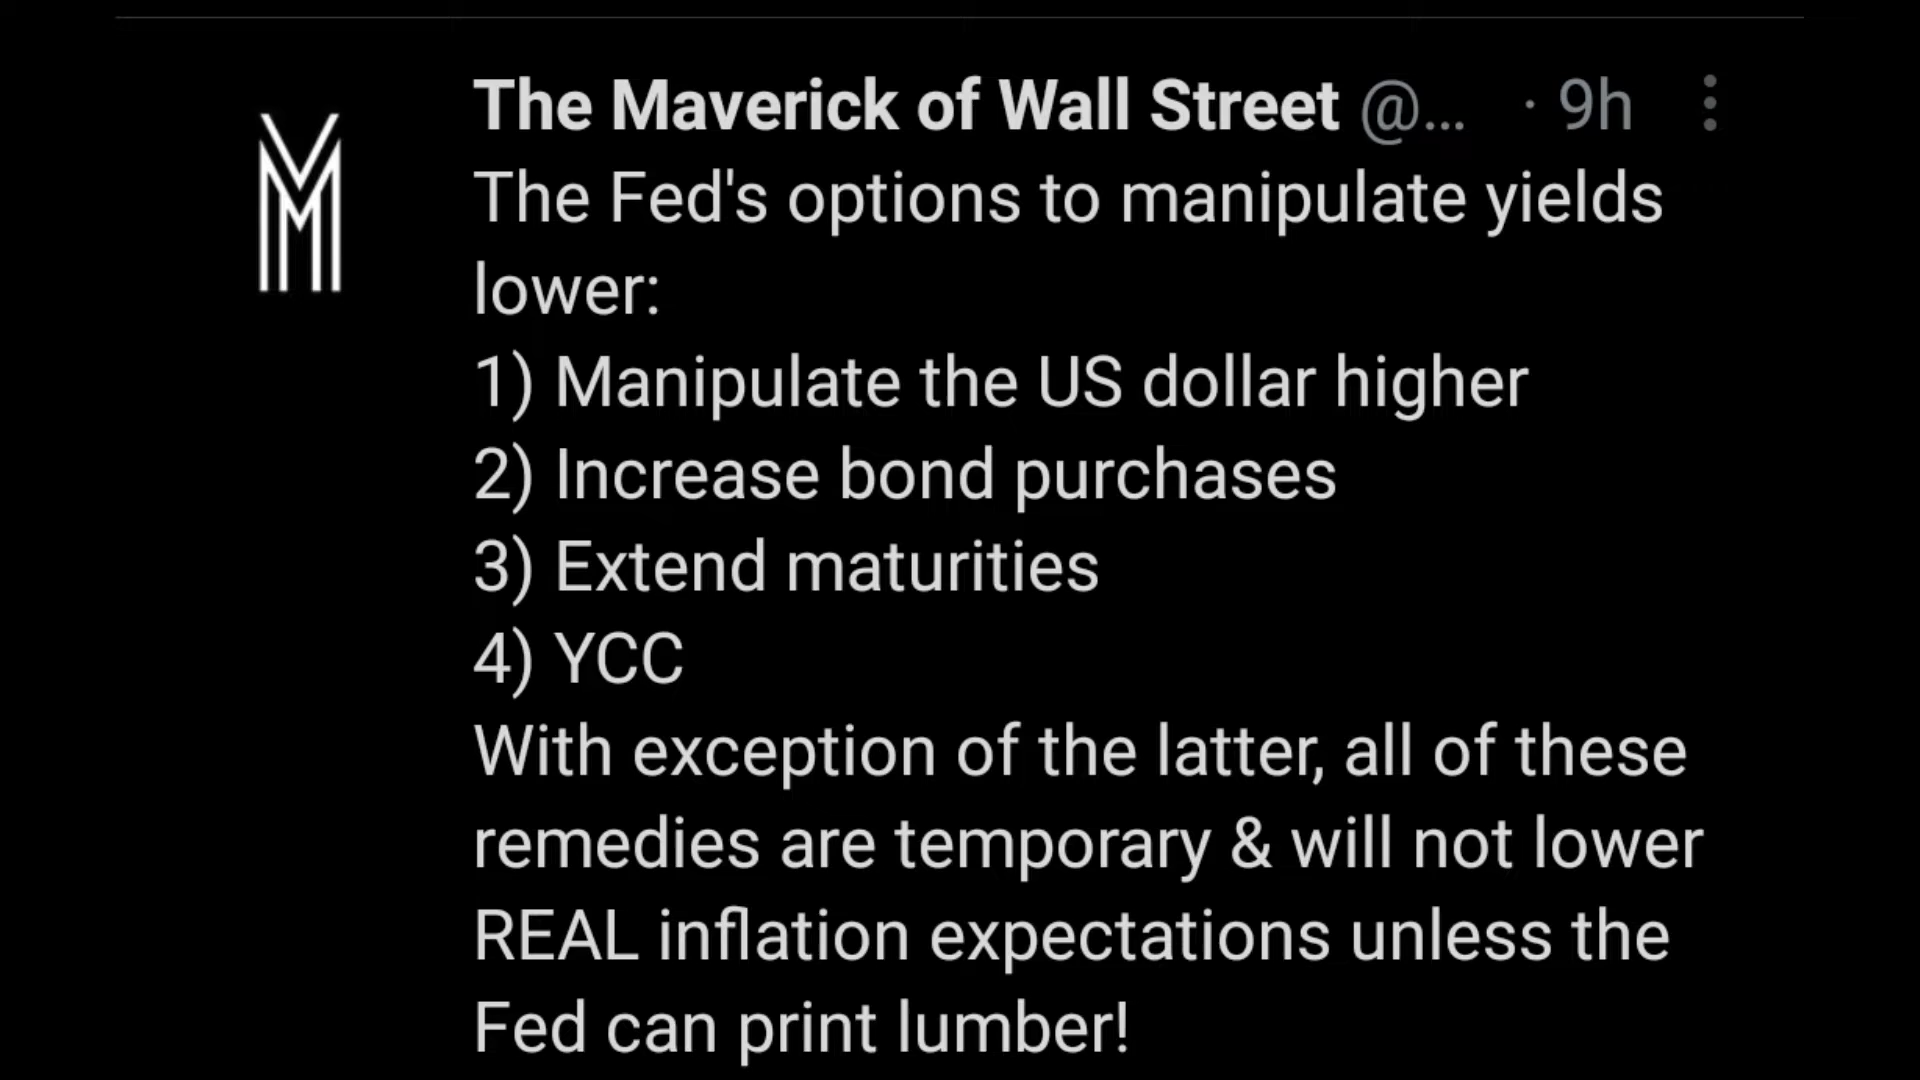 The Maverick of Wall Street @... · 9h
The Fed's options to manipulate yields
lower:
1) Manipulate the US dollar higher
2) Increase bond purchases
3) Extend maturities
4) YCC
With exception of the latter, all of these
remedies are temporary & will not lower
REAL inflation expectations unless the
Fed can print lumber!